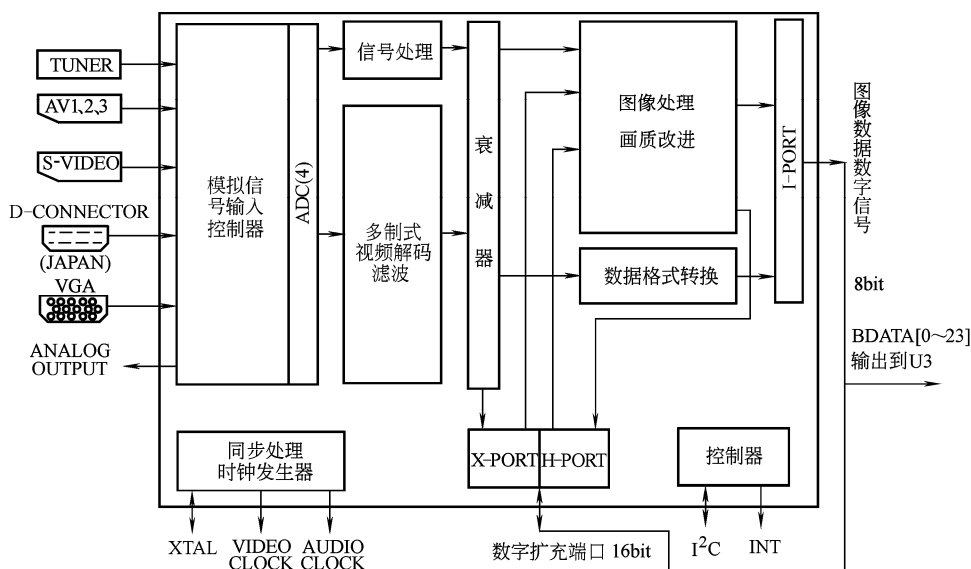 TUNER
AV1、2、3
S-VIDEO
D-CONNECTOR
(JAPAN)
VGA
ANALOG
OUTPUT
模拟信
号输入
控制器
ADC(4)
信号处理
多制式
视频解码
滤波
衰减器
图像处理
画质改进
数据格式转换
I-PORT
图像数据数字信号
8bit
BDATA[0～23]
输出到U3
同步处理
时钟发生器
X-PORT
H-PORT
控制器
XTAL
VIDEO
CLOCK
AUDIO
CLOCK
数字扩充端口 16bit
I²C
INT